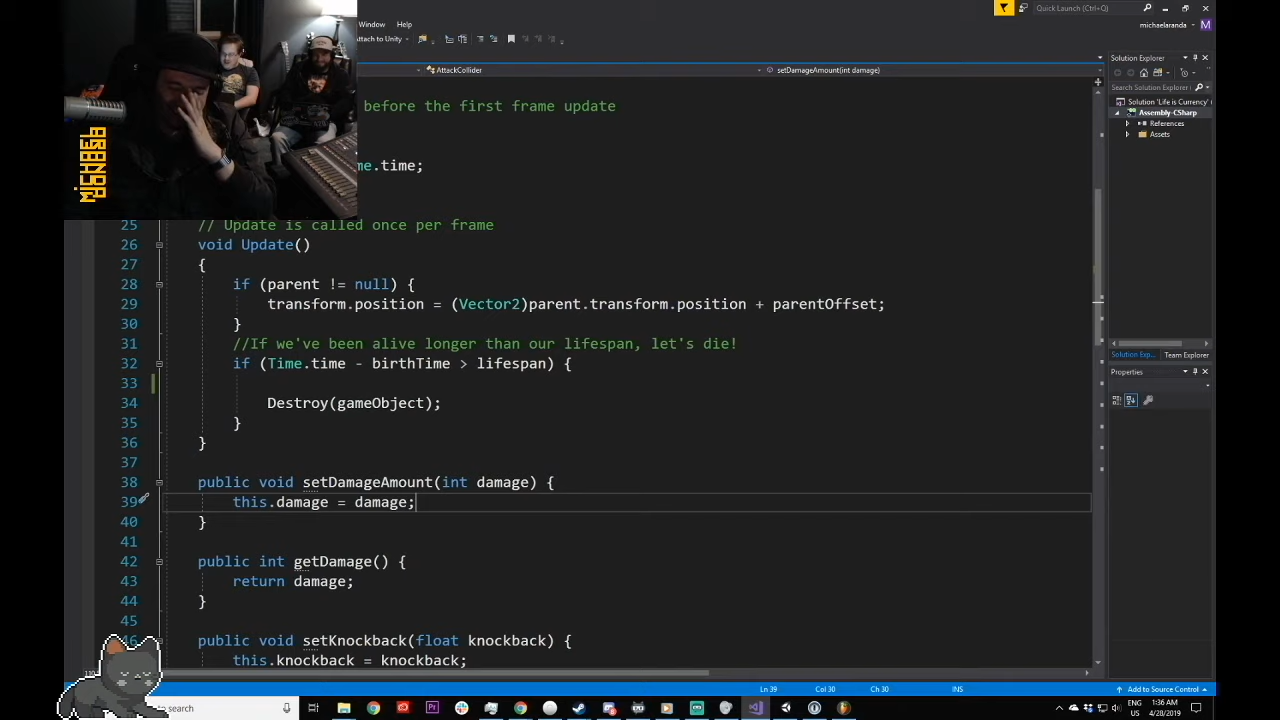 Window Help
Quick Launch (Ctrl+Q)
michaelaranda M
Attach to Unity
AttackCollider
setDamageAmount(int damage)
Solution Explorer
Search Solution Explorer
Solution 'Life is Currency'
Assembly-CSharp
References
Assets
before the first frame update
me.time;
25 // Update is called once per frame
26 void Update()
27 {
28 if (parent != null) {
29 transform.position = (Vector2)parent.transform.position + parentOffset;
30 }
31 //If we've been alive longer than our lifespan, let's die!
32 if (Time.time - birthTime > lifespan) {
33
34 Destroy(gameObject);
35 }
36 }
37
38 public void setDamageAmount(int damage) {
39 this.damage = damage;
40 }
41
42 public int getDamage() {
43 return damage;
44 }
45
46 public void setKnockback(float knockback) {
this.knockback = knockback;
Solution Exp... Team Explorer
Properties
MICHAEL ARANDA
Ln 39 Col 30 Ch 30 INS
Add to Source Control
to search
Pr
ENG 1:36 AM 4/28/2019